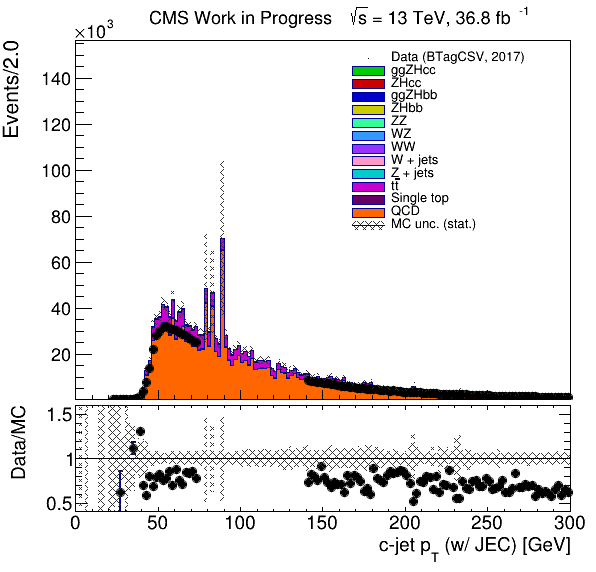 CMS Work in Progress √s = 13 TeV, 36.8 fb⁻¹
×10³
Events/2.0
140
120
100
80
60
40
20
Data (BTagCSV, 2017)
ggZHcc
ZHcc
ggZHbb
ZHbb
ZZ
WZ
WW
W + jets
Z + jets
tt̅
Single top
QCD
MC unc. (stat.)
Data/MC
1.5
1
0.5
0 50 100 150 200 250 300
c-jet p_T (w/ JEC) [GeV]